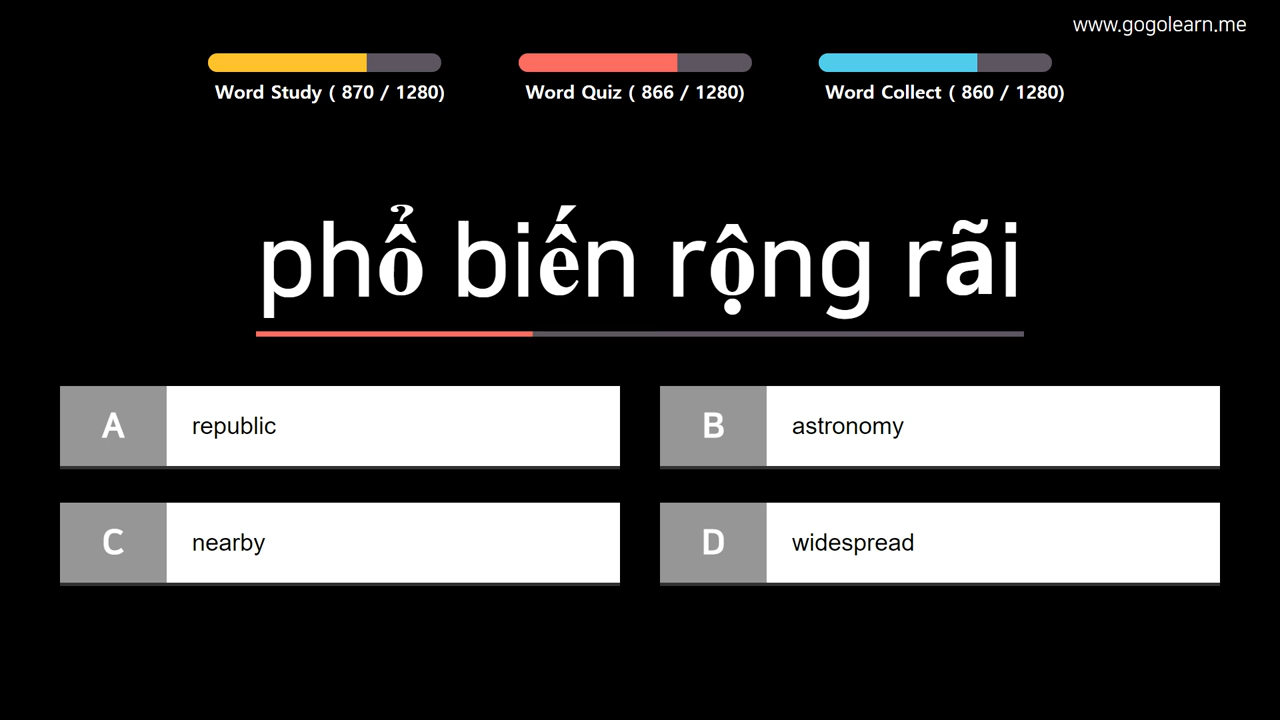 www.gogolearn.me
Word Study ( 870 / 1280)
Word Quiz ( 866 / 1280)
Word Collect ( 860 / 1280)
phổ biến rộng rãi
A republic
B astronomy
C nearby
D widespread